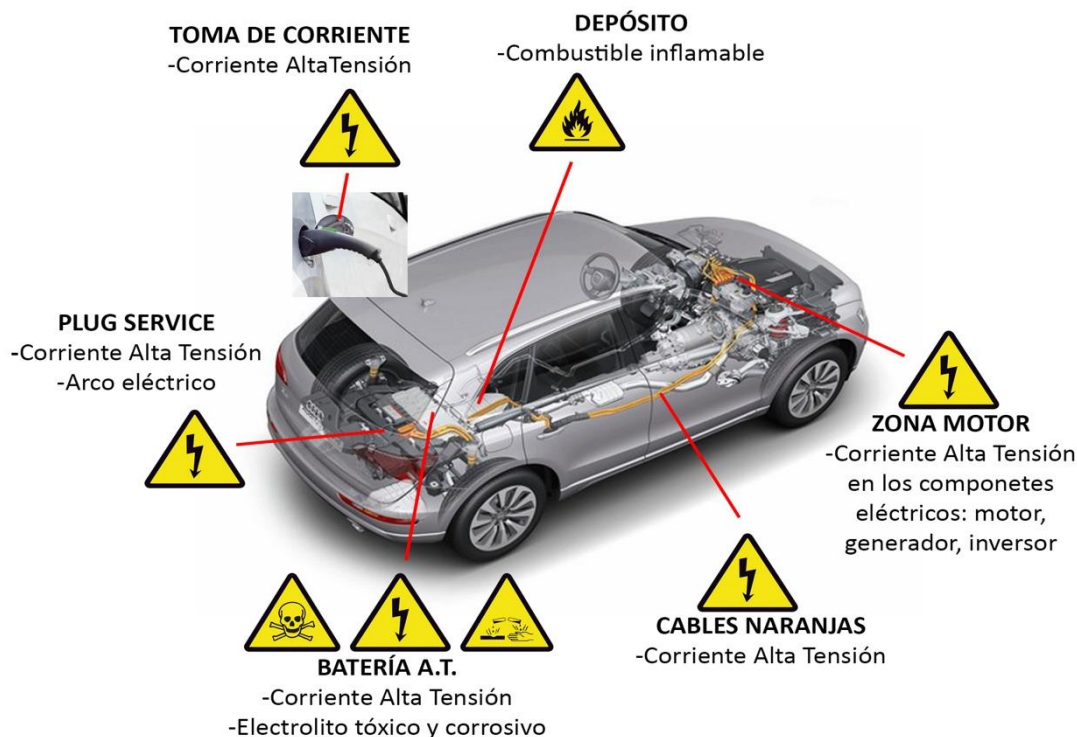 TOMA DE CORRIENTE
-Corriente AltaTensión
DEPÓSITO
-Combustible inflamable
PLUG SERVICE
-Corriente Alta Tensión
-Arco eléctrico
ZONA MOTOR
-Corriente Alta Tensión
en los componetes
eléctricos: motor,
generador, inversor
CABLES NARANJAS
-Corriente Alta Tensión
BATERÍA A.T.
-Corriente Alta Tensión
-Electrolito tóxico y corrosivo